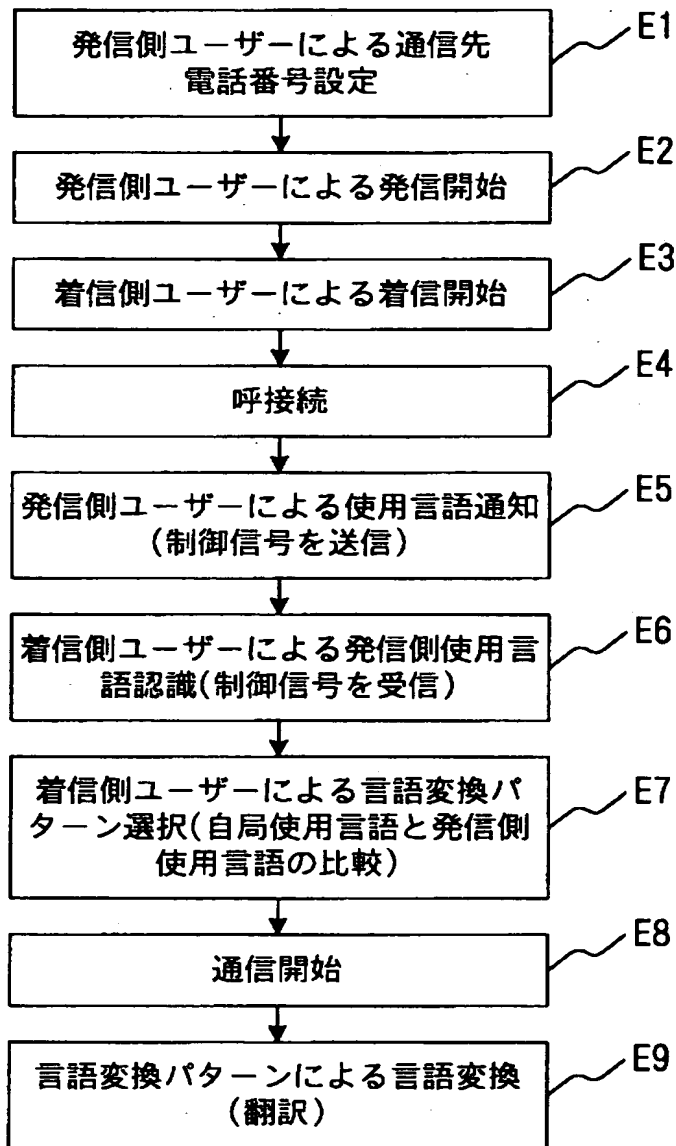 発信側ユーザーによる通信先
電話番号設定
E1
発信側ユーザーによる発信開始
E2
着信側ユーザーによる着信開始
E3
呼接続
E4
発信側ユーザーによる使用言語通知
(制御信号を送信)
E5
着信側ユーザーによる発信側使用言
語認識(制御信号を受信)
E6
着信側ユーザーによる言語変換パ
ターン選択(自局使用言語と発信側
使用言語の比較)
E7
通信開始
E8
言語変換パターンによる言語変換
(翻訳)
E9